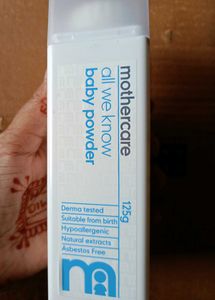 mothercare
all we know
baby powder
125g
Derma tested
Suitable from birth
Hypoallergenic
Natural extracts
Asbestos Free